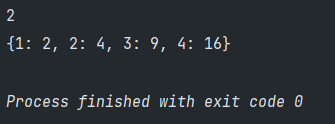 2
{1: 2, 2: 4, 3: 9, 4: 16}
Process finished with exit code 0